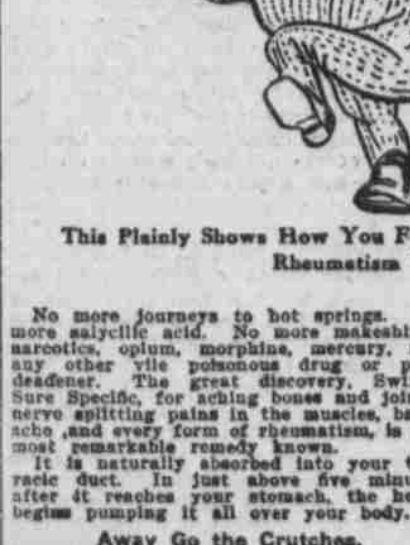 This Plainly Shows How You F
Rheumatism
No more journeys to hot springs.
more salyclific acid. No more makeshi
narcotics, opium, morphine, mercury,
any other vile poisonous drug or p
deadener. The great discovery, Swi
Sure Specific, for aching bones and joi
nerve splitting pains in the muscles, ba
ache ,and every form of rheumatism, is
most remarkable remedy known.
It is naturally absorbed into your
racic duct. In just above five minu
after it reaches your stomach, the he
begins pumping it all over your body.
Away Go the Crutches.